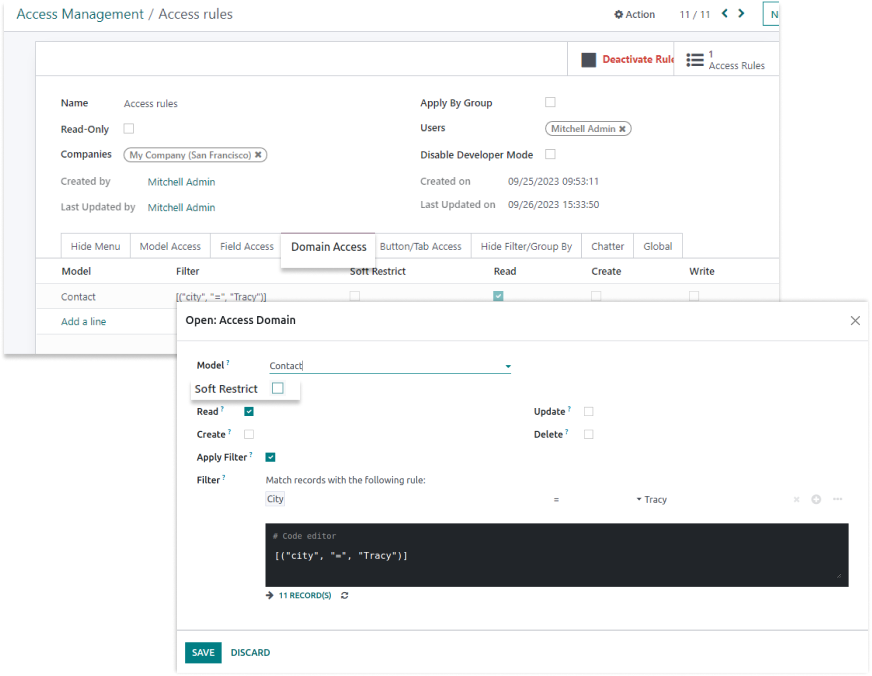 Access Management / Access rules
Action
11 / 11
Deactivate Rule
1
Access Rules
Name Access rules
Apply By Group
Read-Only
Users Mitchell Admin ✖
Companies My Company (San Francisco) ✖
Disable Developer Mode
Created by Mitchell Admin
Created on 09/25/2023 09:53:11
Last Updated by Mitchell Admin
Last Updated on 09/26/2023 15:33:50
Hide Menu Model Access Field Access Domain Access Button/Tab Access Hide Filter/Group By Chatter Global
Model Filter Soft Restrict Read Create Write
Contact [("city", "=", "Tracy")]
Add a line
Open: Access Domain
Model ? Contact
Soft Restrict
Read ?
Update ?
Create ?
Delete ?
Apply Filter ?
Filter ? Match records with the following rule:
City = Tracy
# Code editor
[("city", "=", "Tracy")]
11 RECORD(S)
SAVE DISCARD